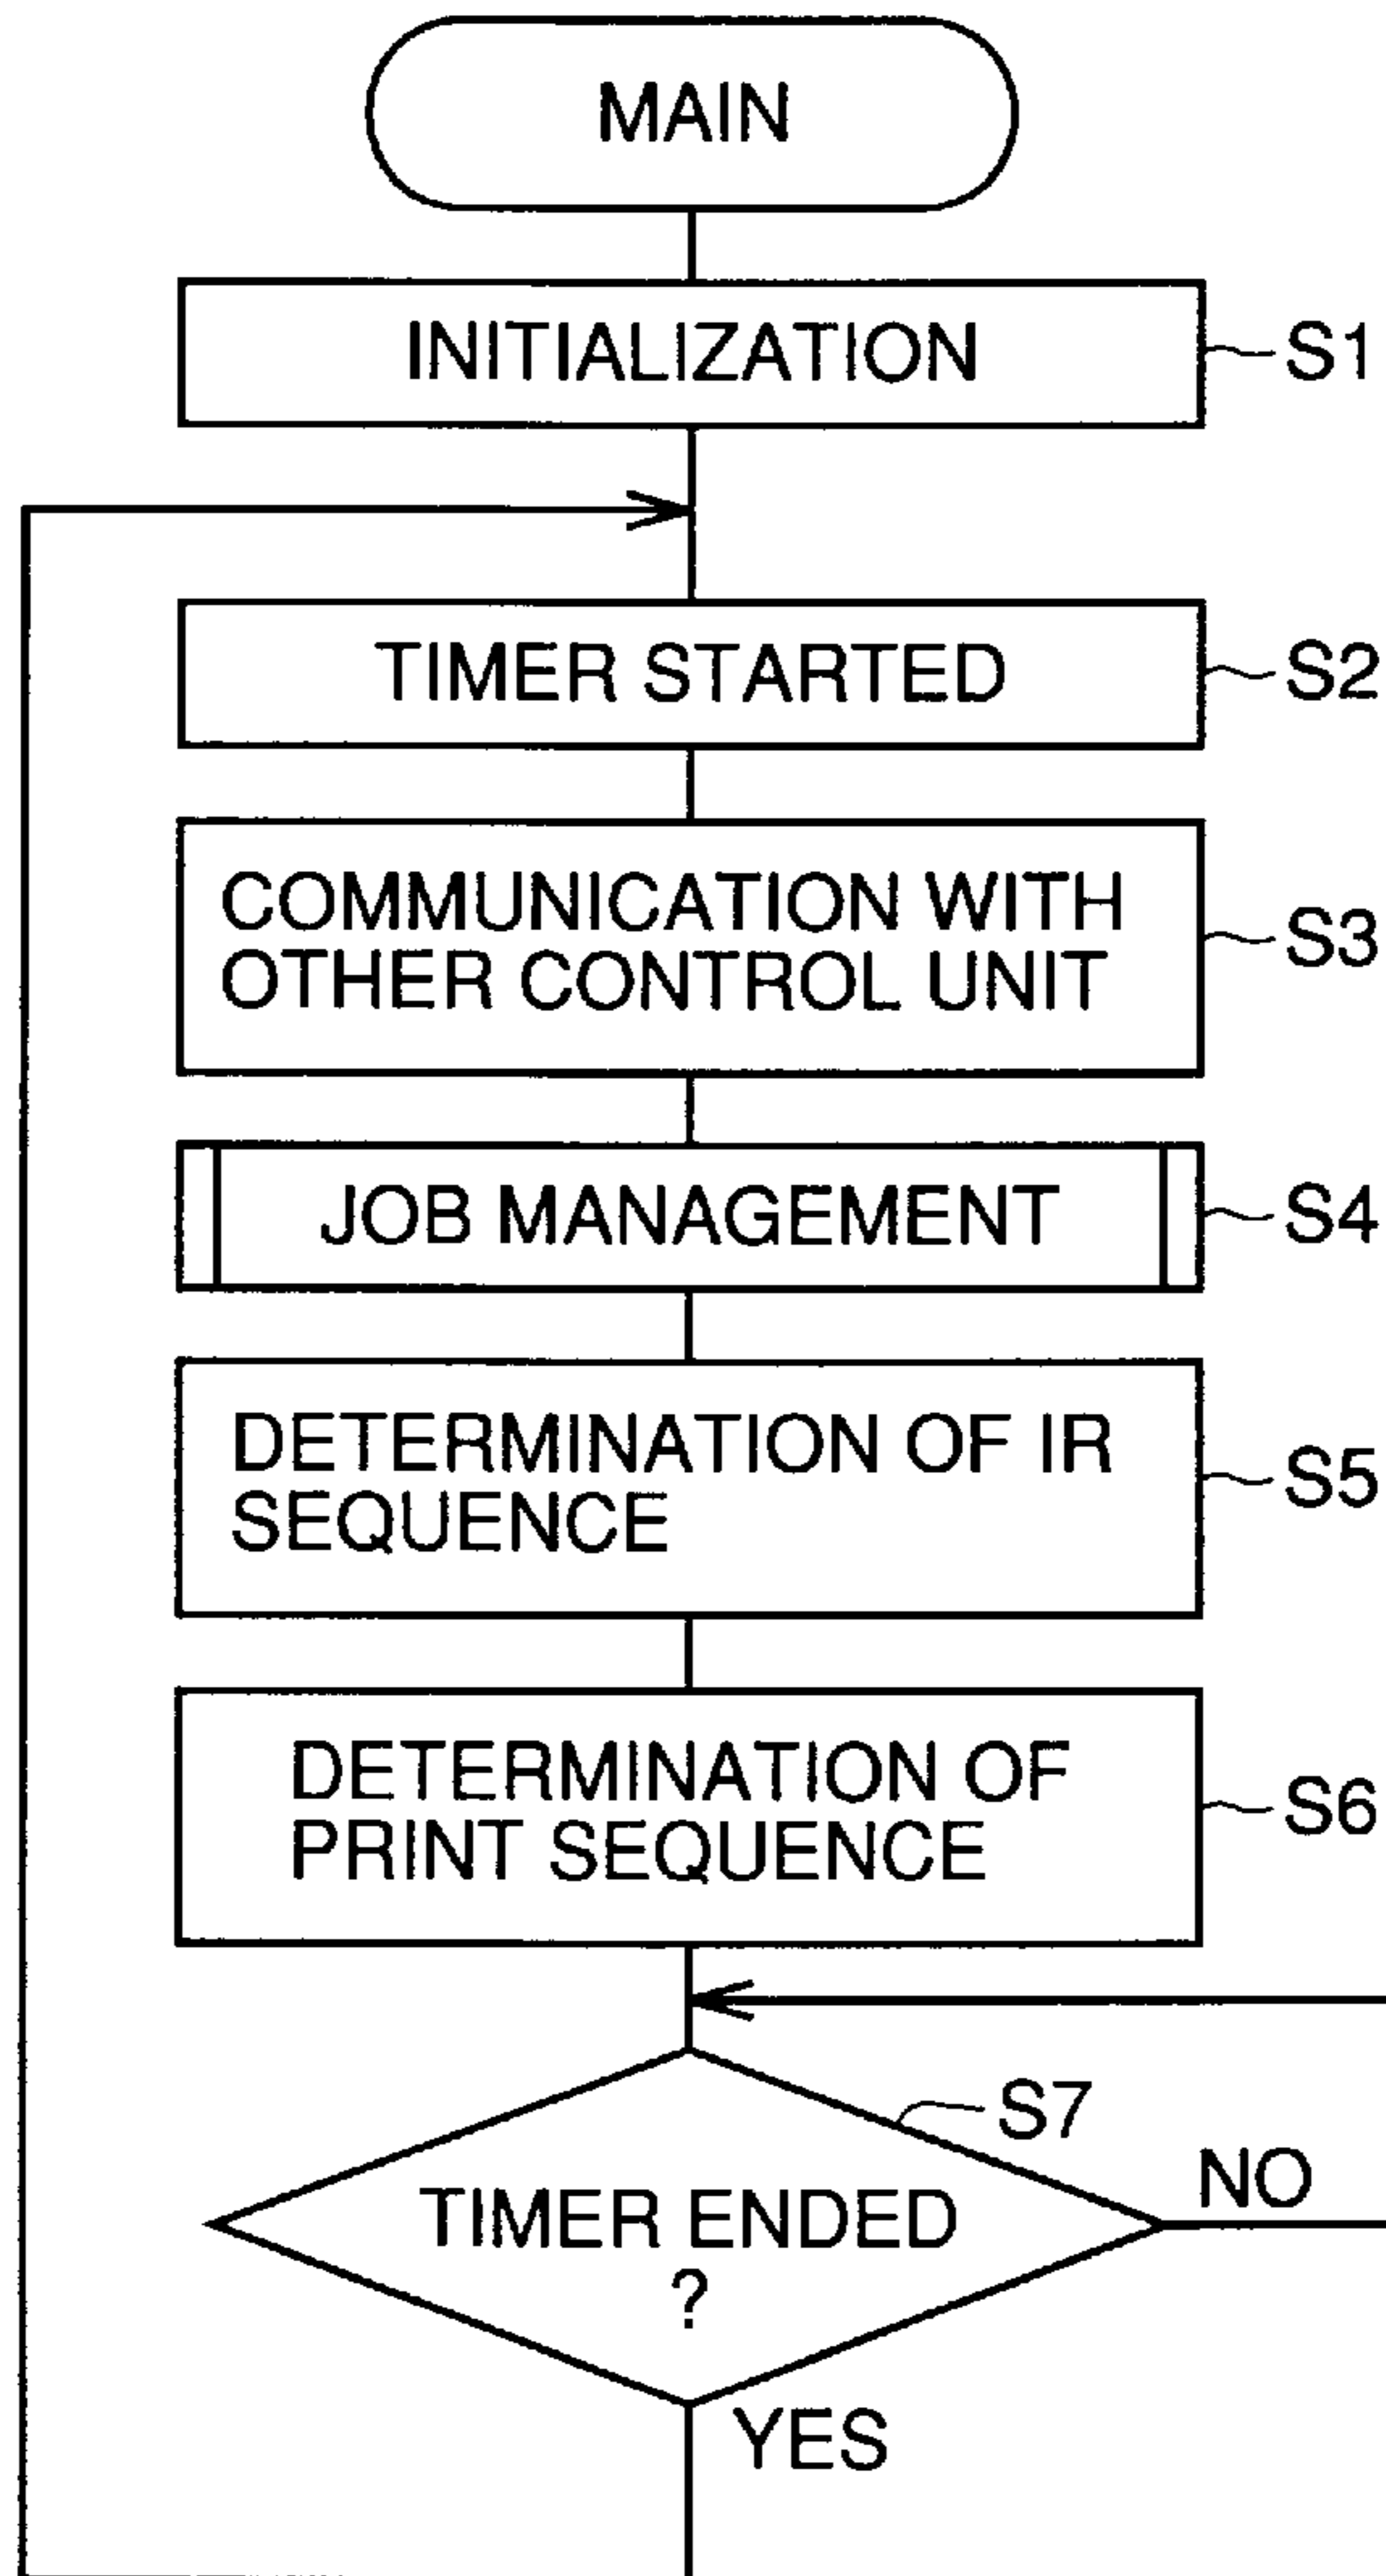 MAIN
INITIALIZATION
S1
TIMER STARTED
S2
COMMUNICATION WITH
OTHER CONTROL UNIT
S3
JOB MANAGEMENT
S4
DETERMINATION OF IR
SEQUENCE
S5
DETERMINATION OF
PRINT SEQUENCE
S6
S7
TIMER ENDED
?
NO
YES